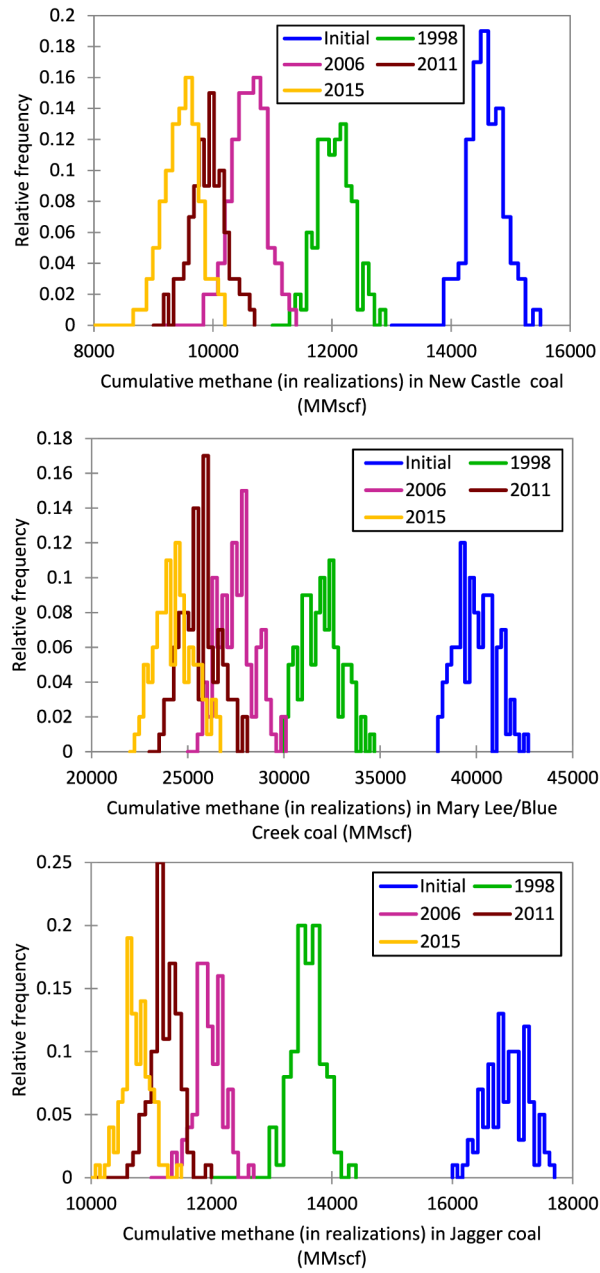 0.2
0.18
0.16
0.14
0.12
0.1
0.08
0.06
0.04
0.02
0
Relative frequency
Initial 1998
2006 2011
2015
8000 10000 12000 14000 16000
Cumulative methane (in realizations) in New Castle coal
(MMscf)
0.18
0.16
0.14
0.12
0.1
0.08
0.06
0.04
0.02
0
Relative frequency
Initial 1998
2006 2011
2015
20000 25000 30000 35000 40000 45000
Cumulative methane (in realizations) in Mary Lee/Blue
Creek coal (MMscf)
0.25
0.2
0.15
0.1
0.05
0
Relative frequency
Initial 1998
2006 2011
2015
10000 12000 14000 16000 18000
Cumulative methane (in realizations) in Jagger coal
(MMscf)